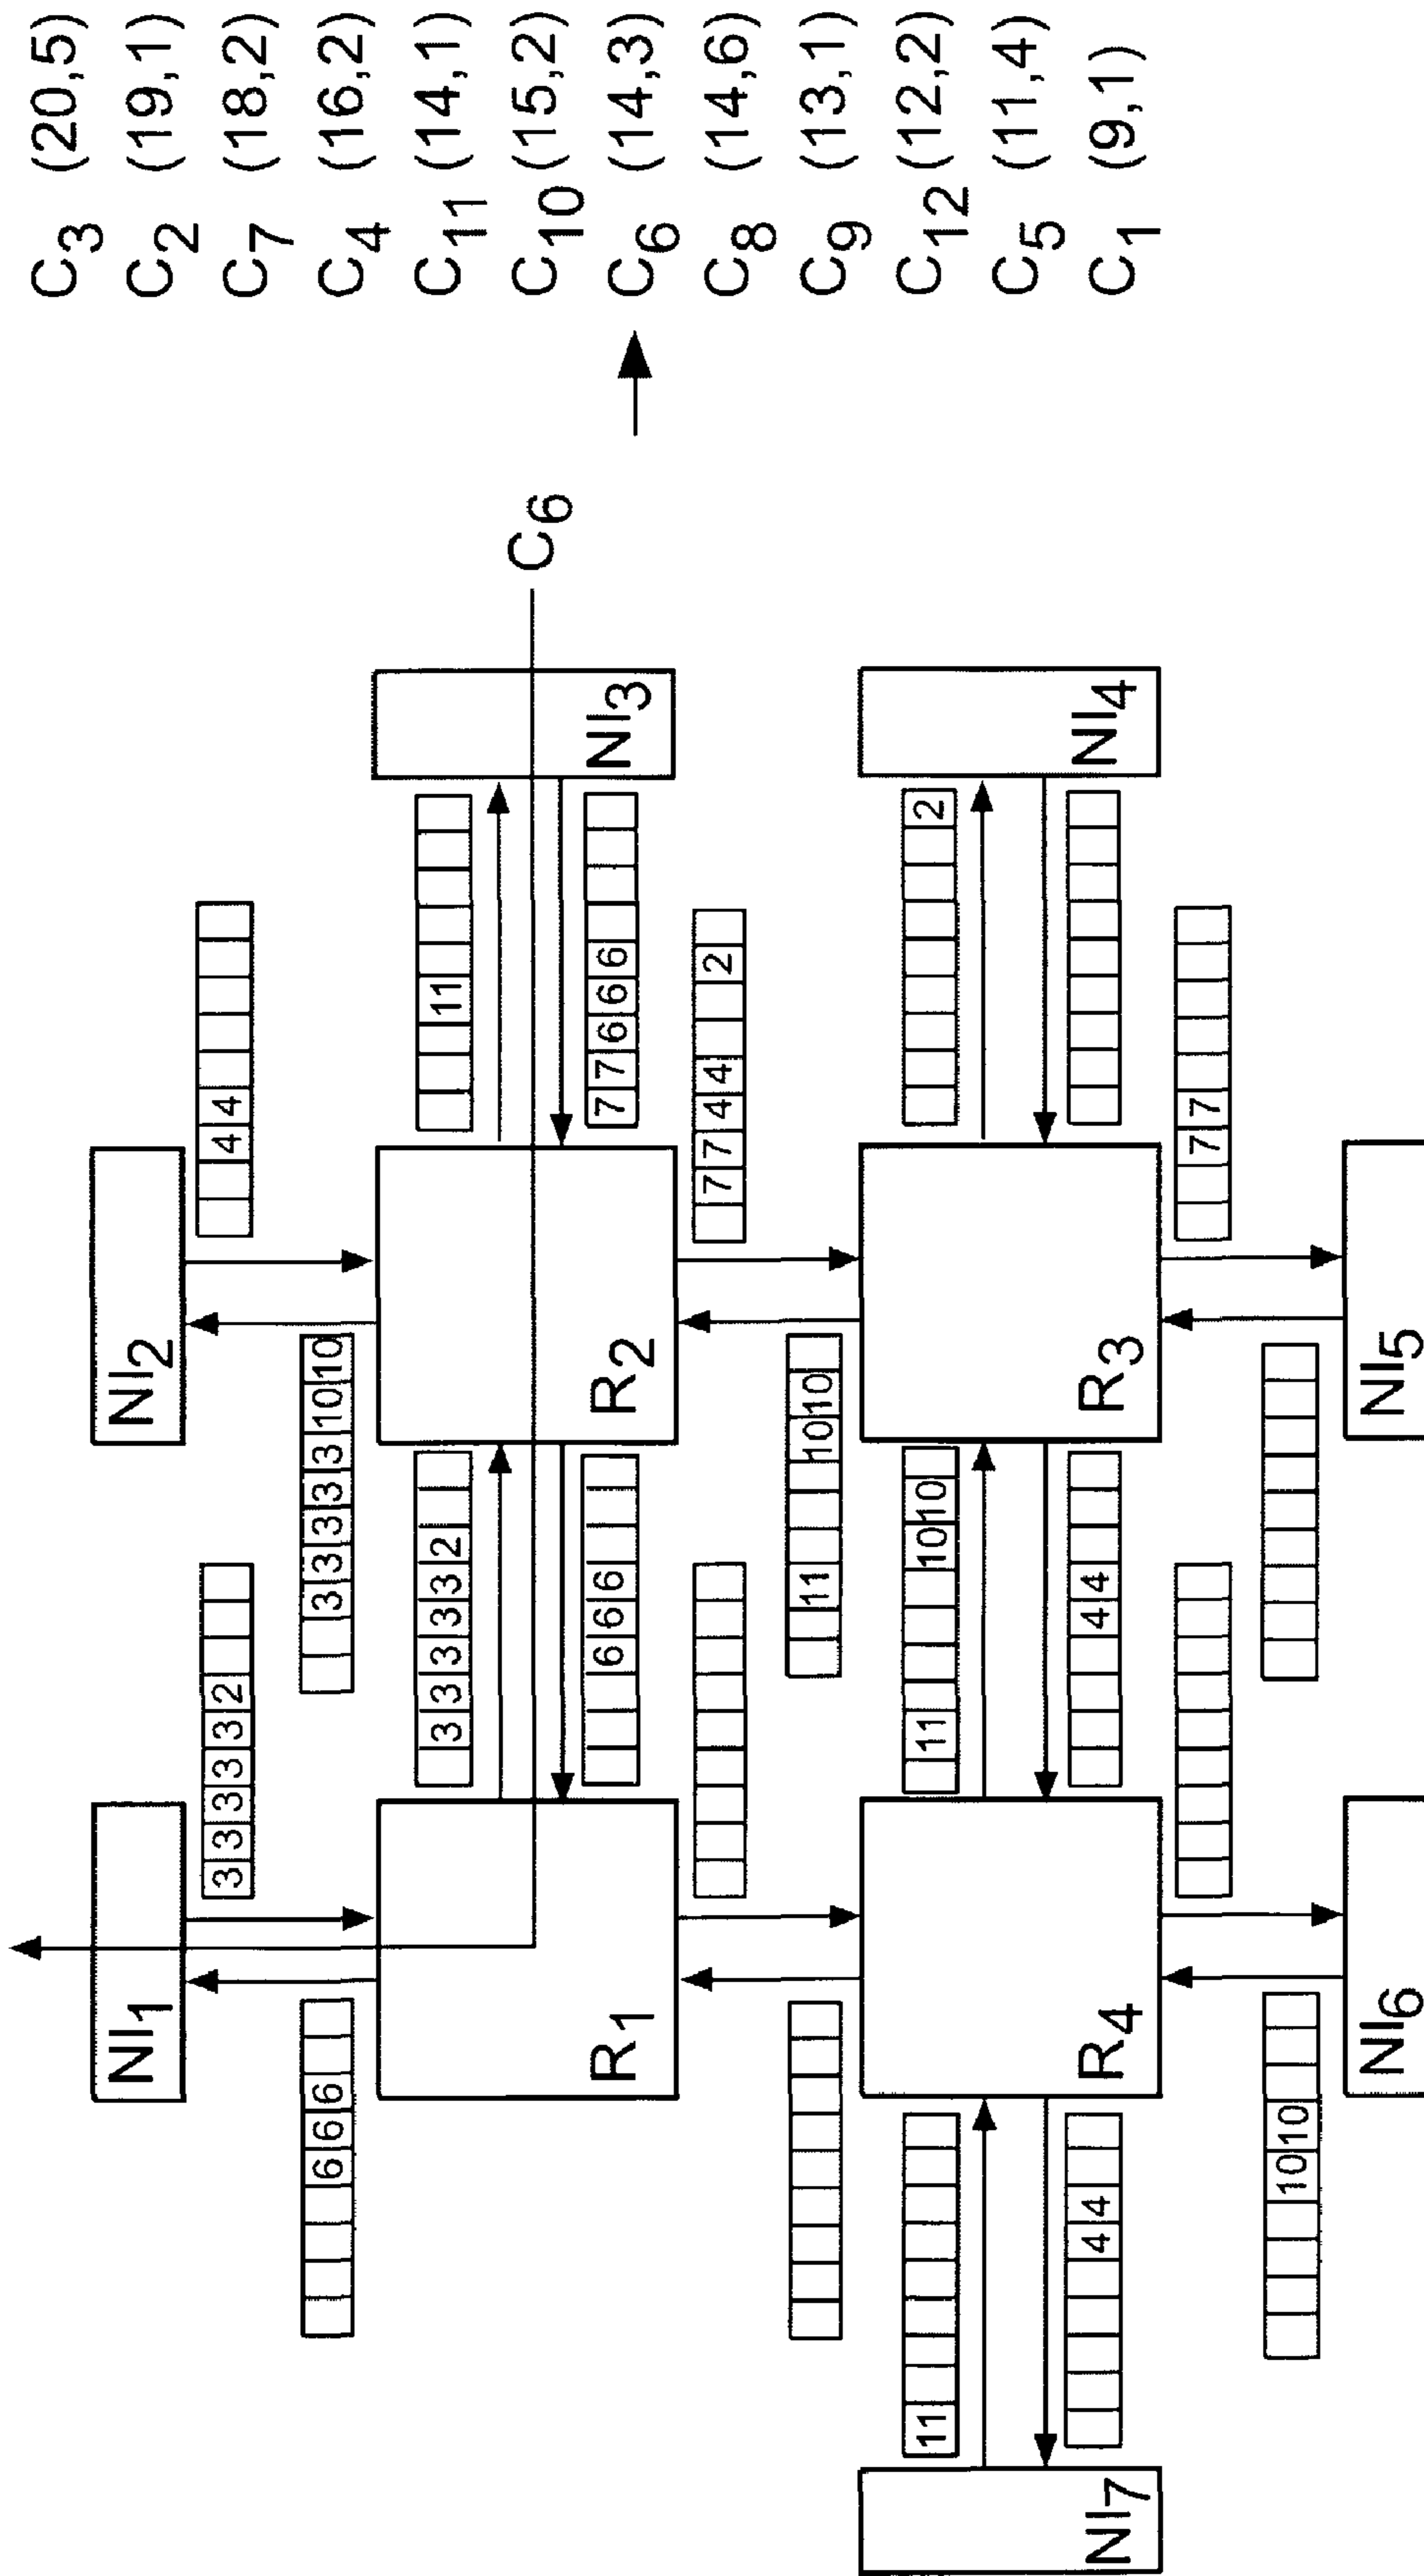 NI1
NI2
3 3 3 3 3 2
4 4
6 6 6
3 3 3 3 3 10 10
3 3 3 3 3 2
11
C6
6 6 6
7 7 6 6 6
R1
R2
NI3
7 7 4 4 2
11 10 10
11
11 10 10
2
4 4
4 4
NI7
R4
R3
NI4
7 7
10 10
NI6
NI5
C3 (20,5)
C2 (19,1)
C7 (18,2)
C4 (16,2)
C11 (14,1)
C10 (15,2)
C6 (14,3)
C8 (14,6)
C9 (13,1)
C12 (12,2)
C5 (11,4)
C1 (9,1)